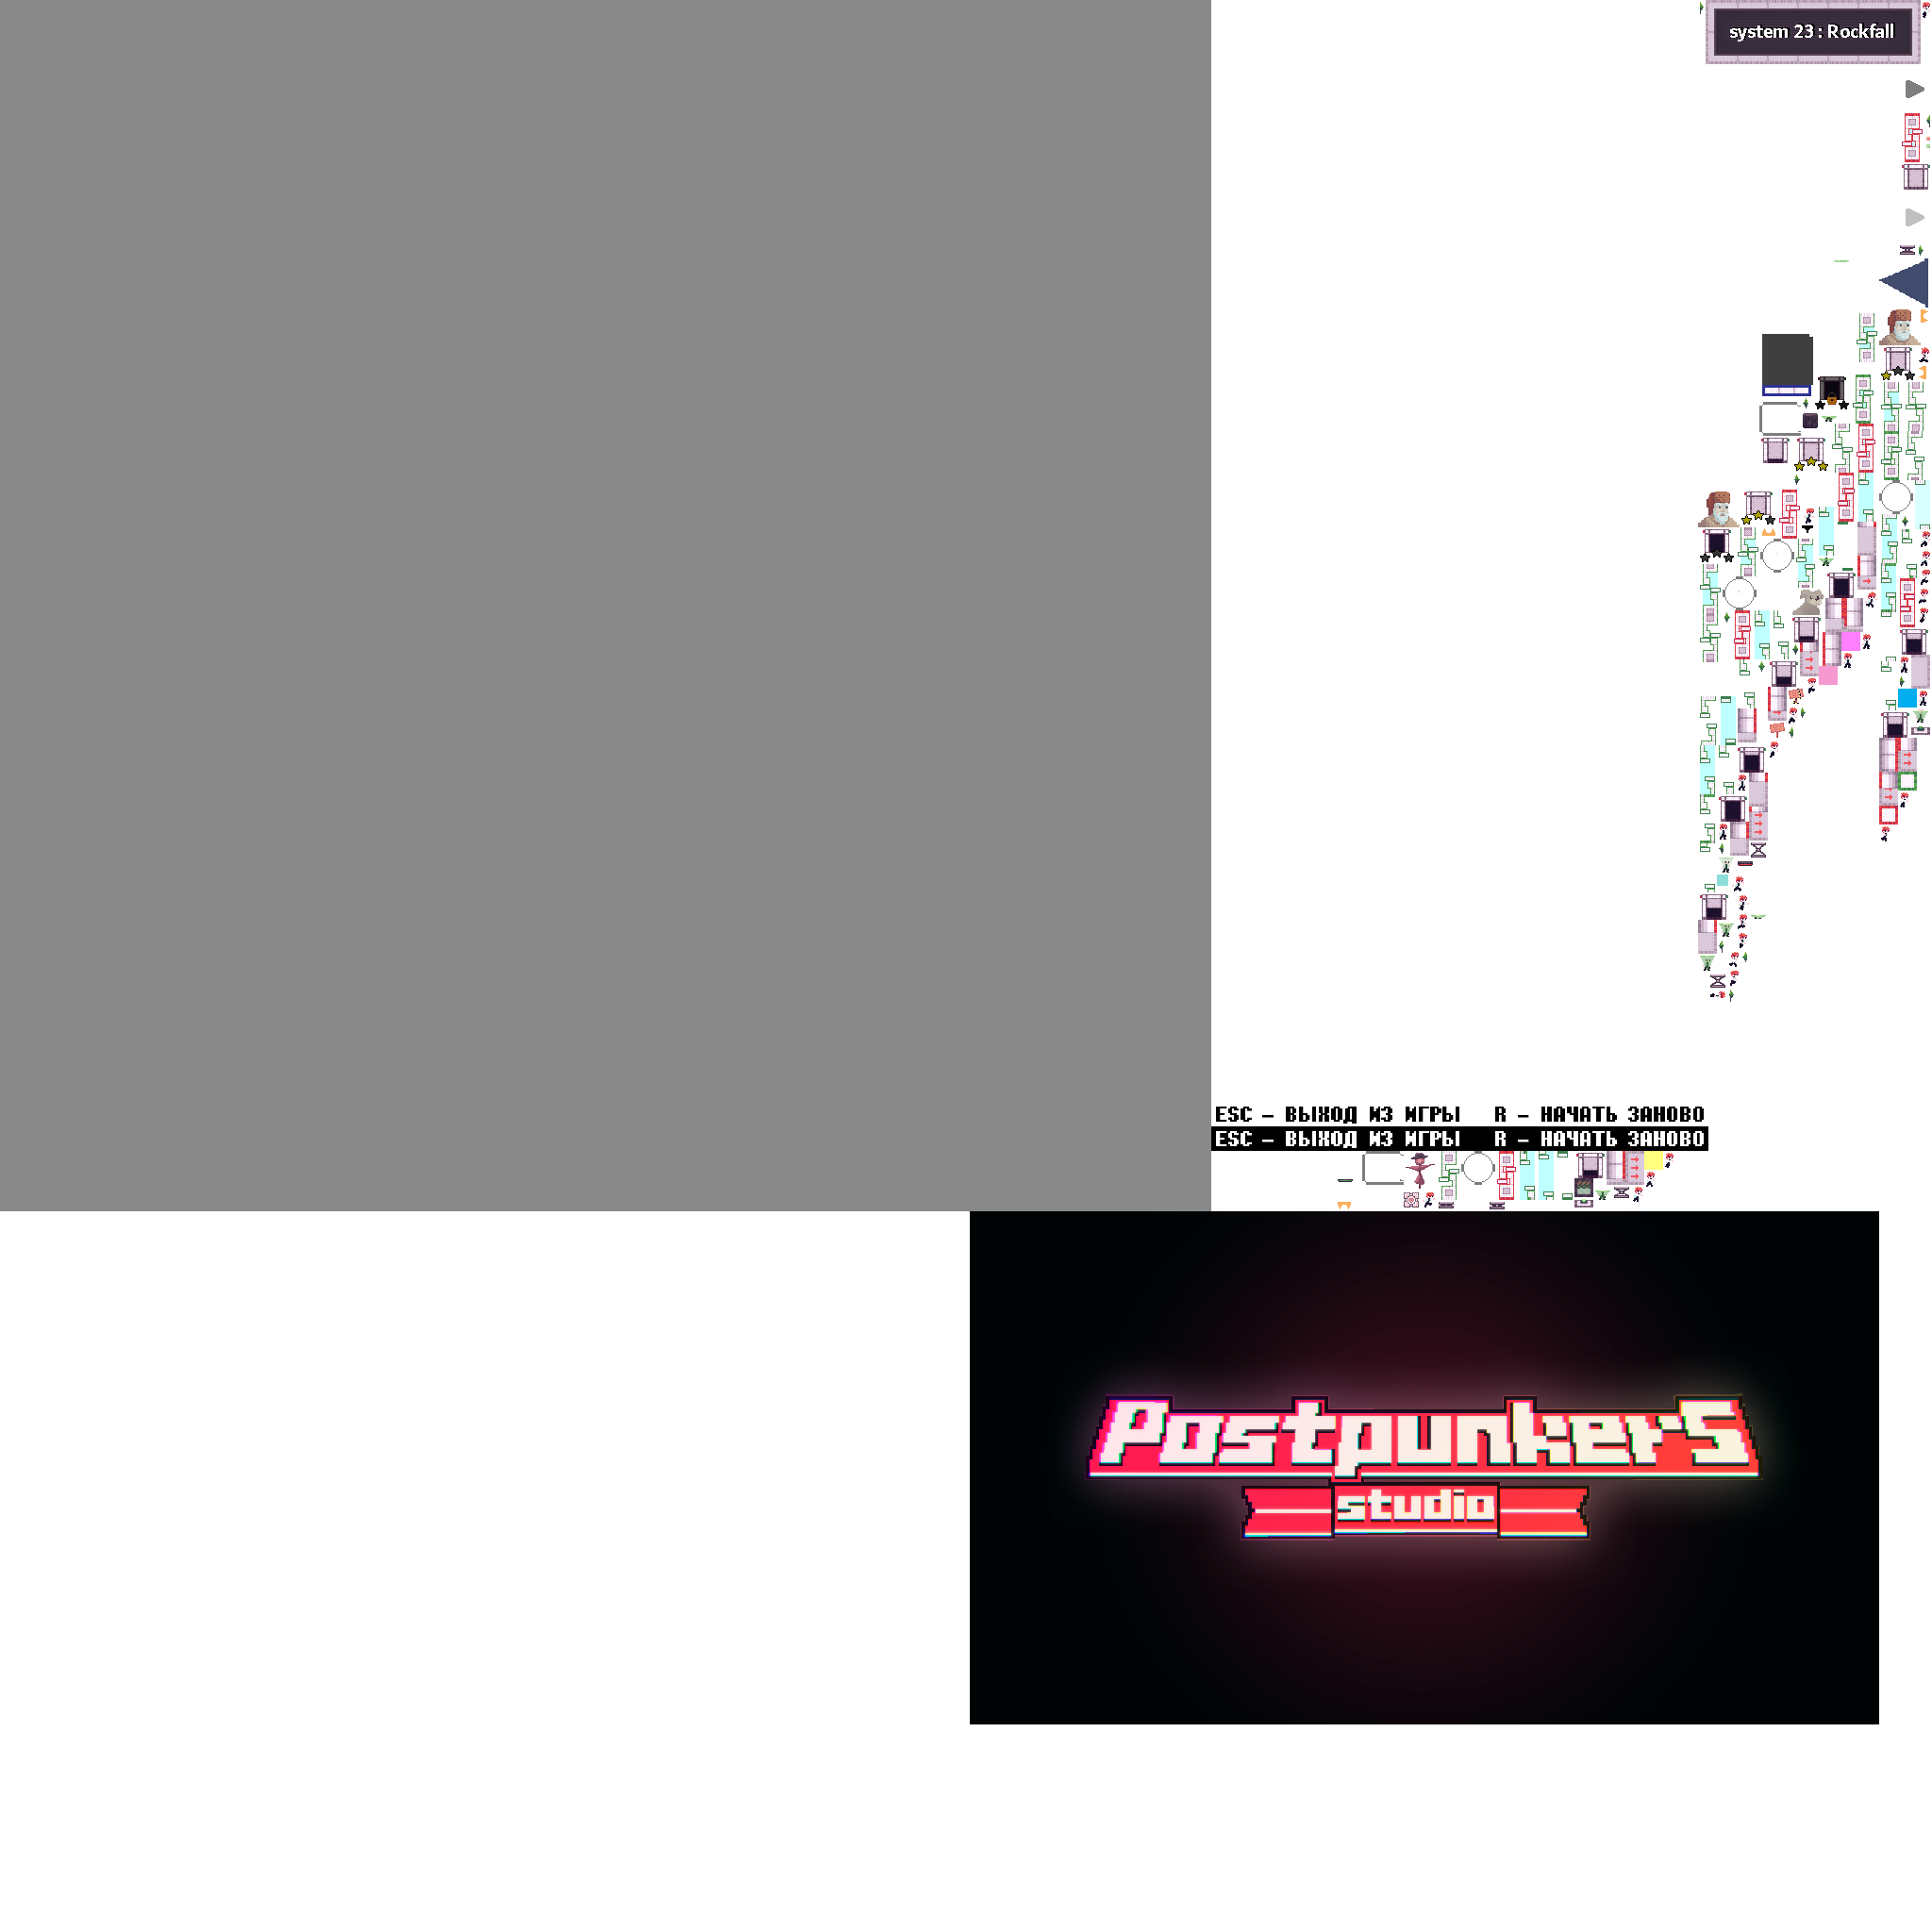 system 23 : Rockfall
ESC – ВЫХОД ИЗ ИГРЫ R – НАЧАТЬ ЗАНОВО
ESC – ВЫХОД ИЗ ИГРЫ R – НАЧАТЬ ЗАНОВО
Postpunkers
studio